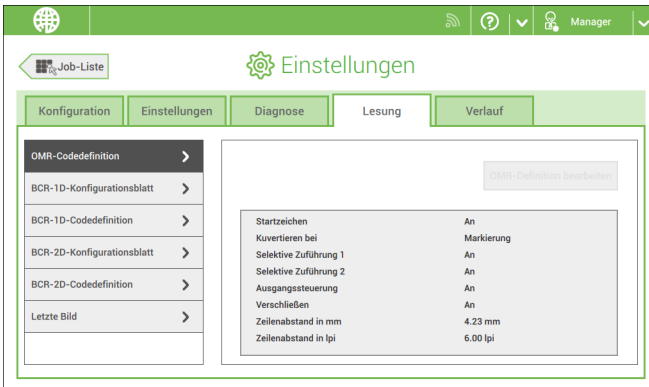 Manager
Job-Liste
Einstellungen
Konfiguration Einstellungen Diagnose Lesung Verlauf
OMR-Codedefinition
BCR-1D-Konfigurationsblatt
BCR-1D-Codedefinition
BCR-2D-Konfigurationsblatt
BCR-2D-Codedefinition
Letzte Bild
OMR-Definition bearbeiten
Startzeichen An
Kuvertieren bei Markierung
Selektive Zuführung 1 An
Selektive Zuführung 2 An
Ausgangssteuerung An
Verschließen An
Zeilenabstand in mm 4.23 mm
Zeilenabstand in lpi 6.00 lpi